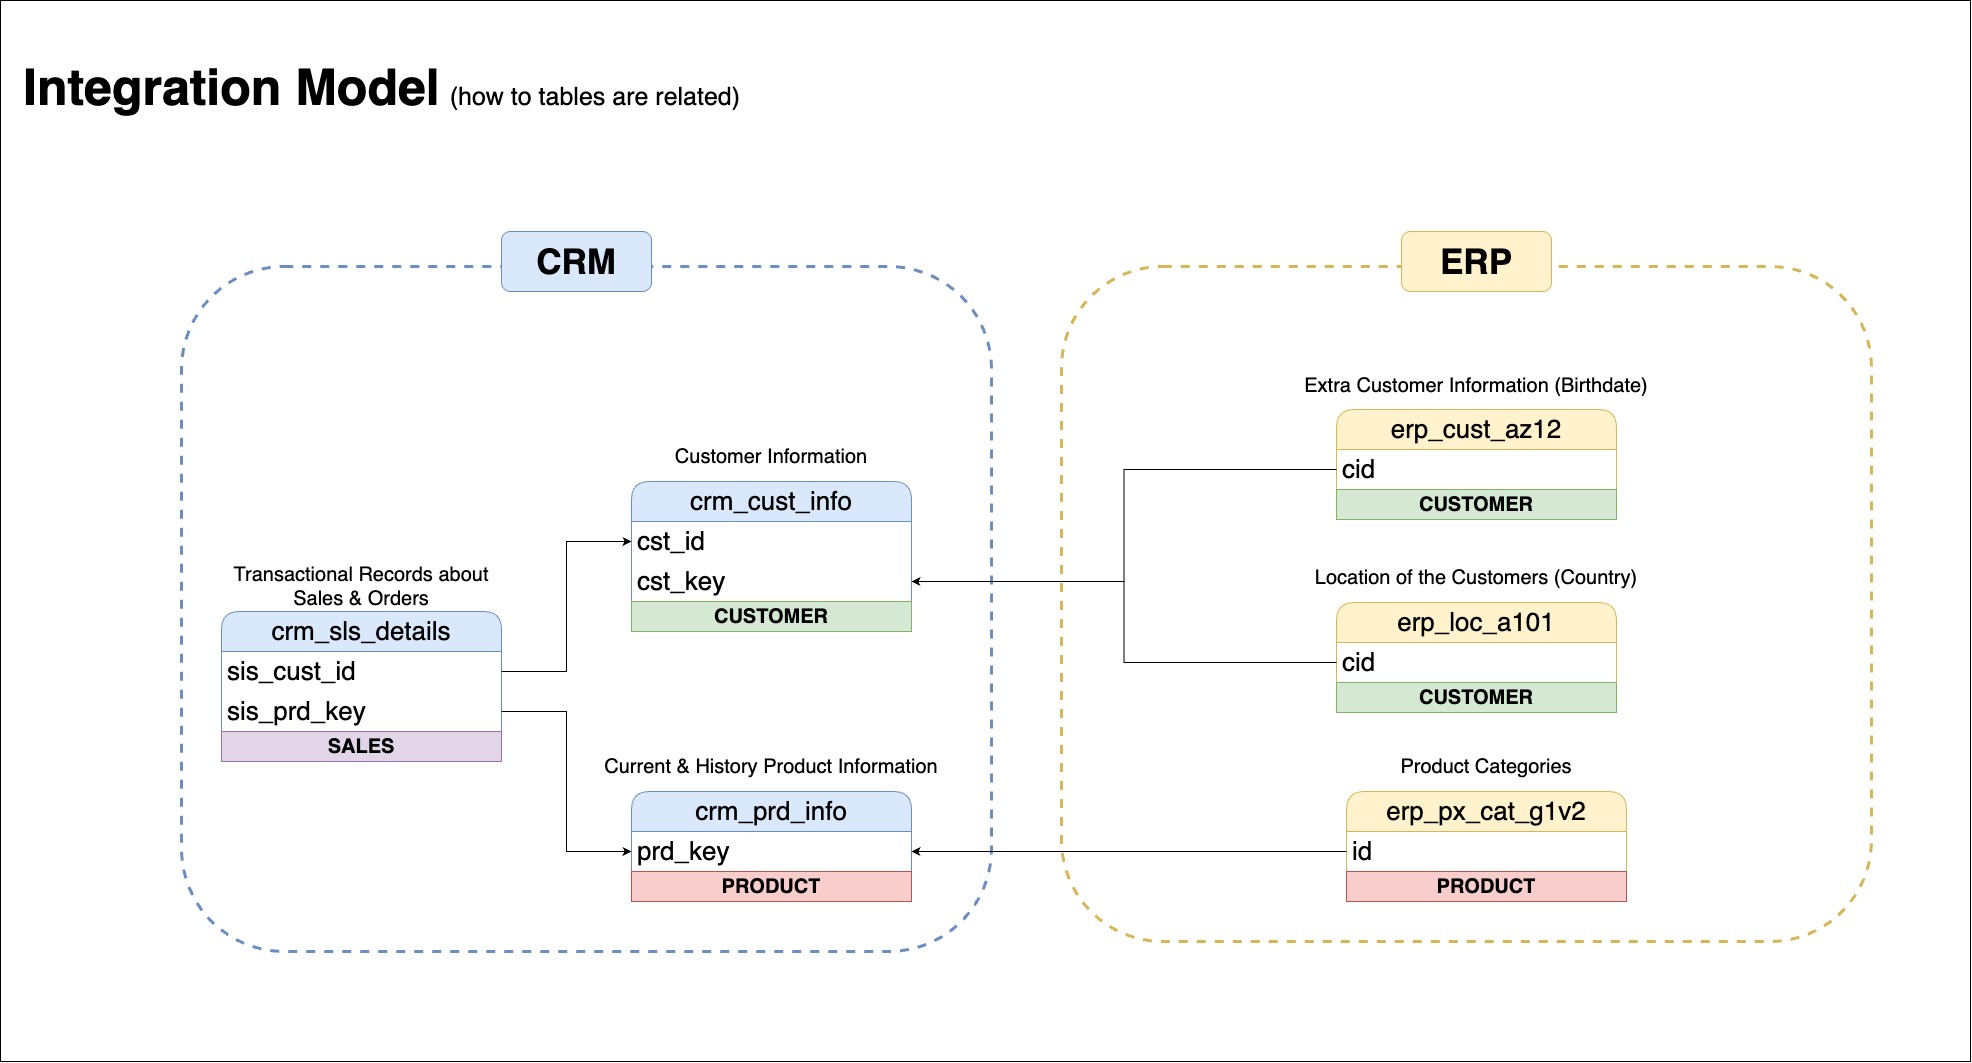 Integration Model (how to tables are related)
CRM
Customer Information
crm_cust_info
cst_id
cst_key
CUSTOMER
Transactional Records about
Sales & Orders
crm_sls_details
sis_cust_id
sis_prd_key
SALES
Current & History Product Information
crm_prd_info
prd_key
PRODUCT
ERP
Extra Customer Information (Birthdate)
erp_cust_az12
cid
CUSTOMER
Location of the Customers (Country)
erp_loc_a101
cid
CUSTOMER
Product Categories
erp_px_cat_g1v2
id
PRODUCT